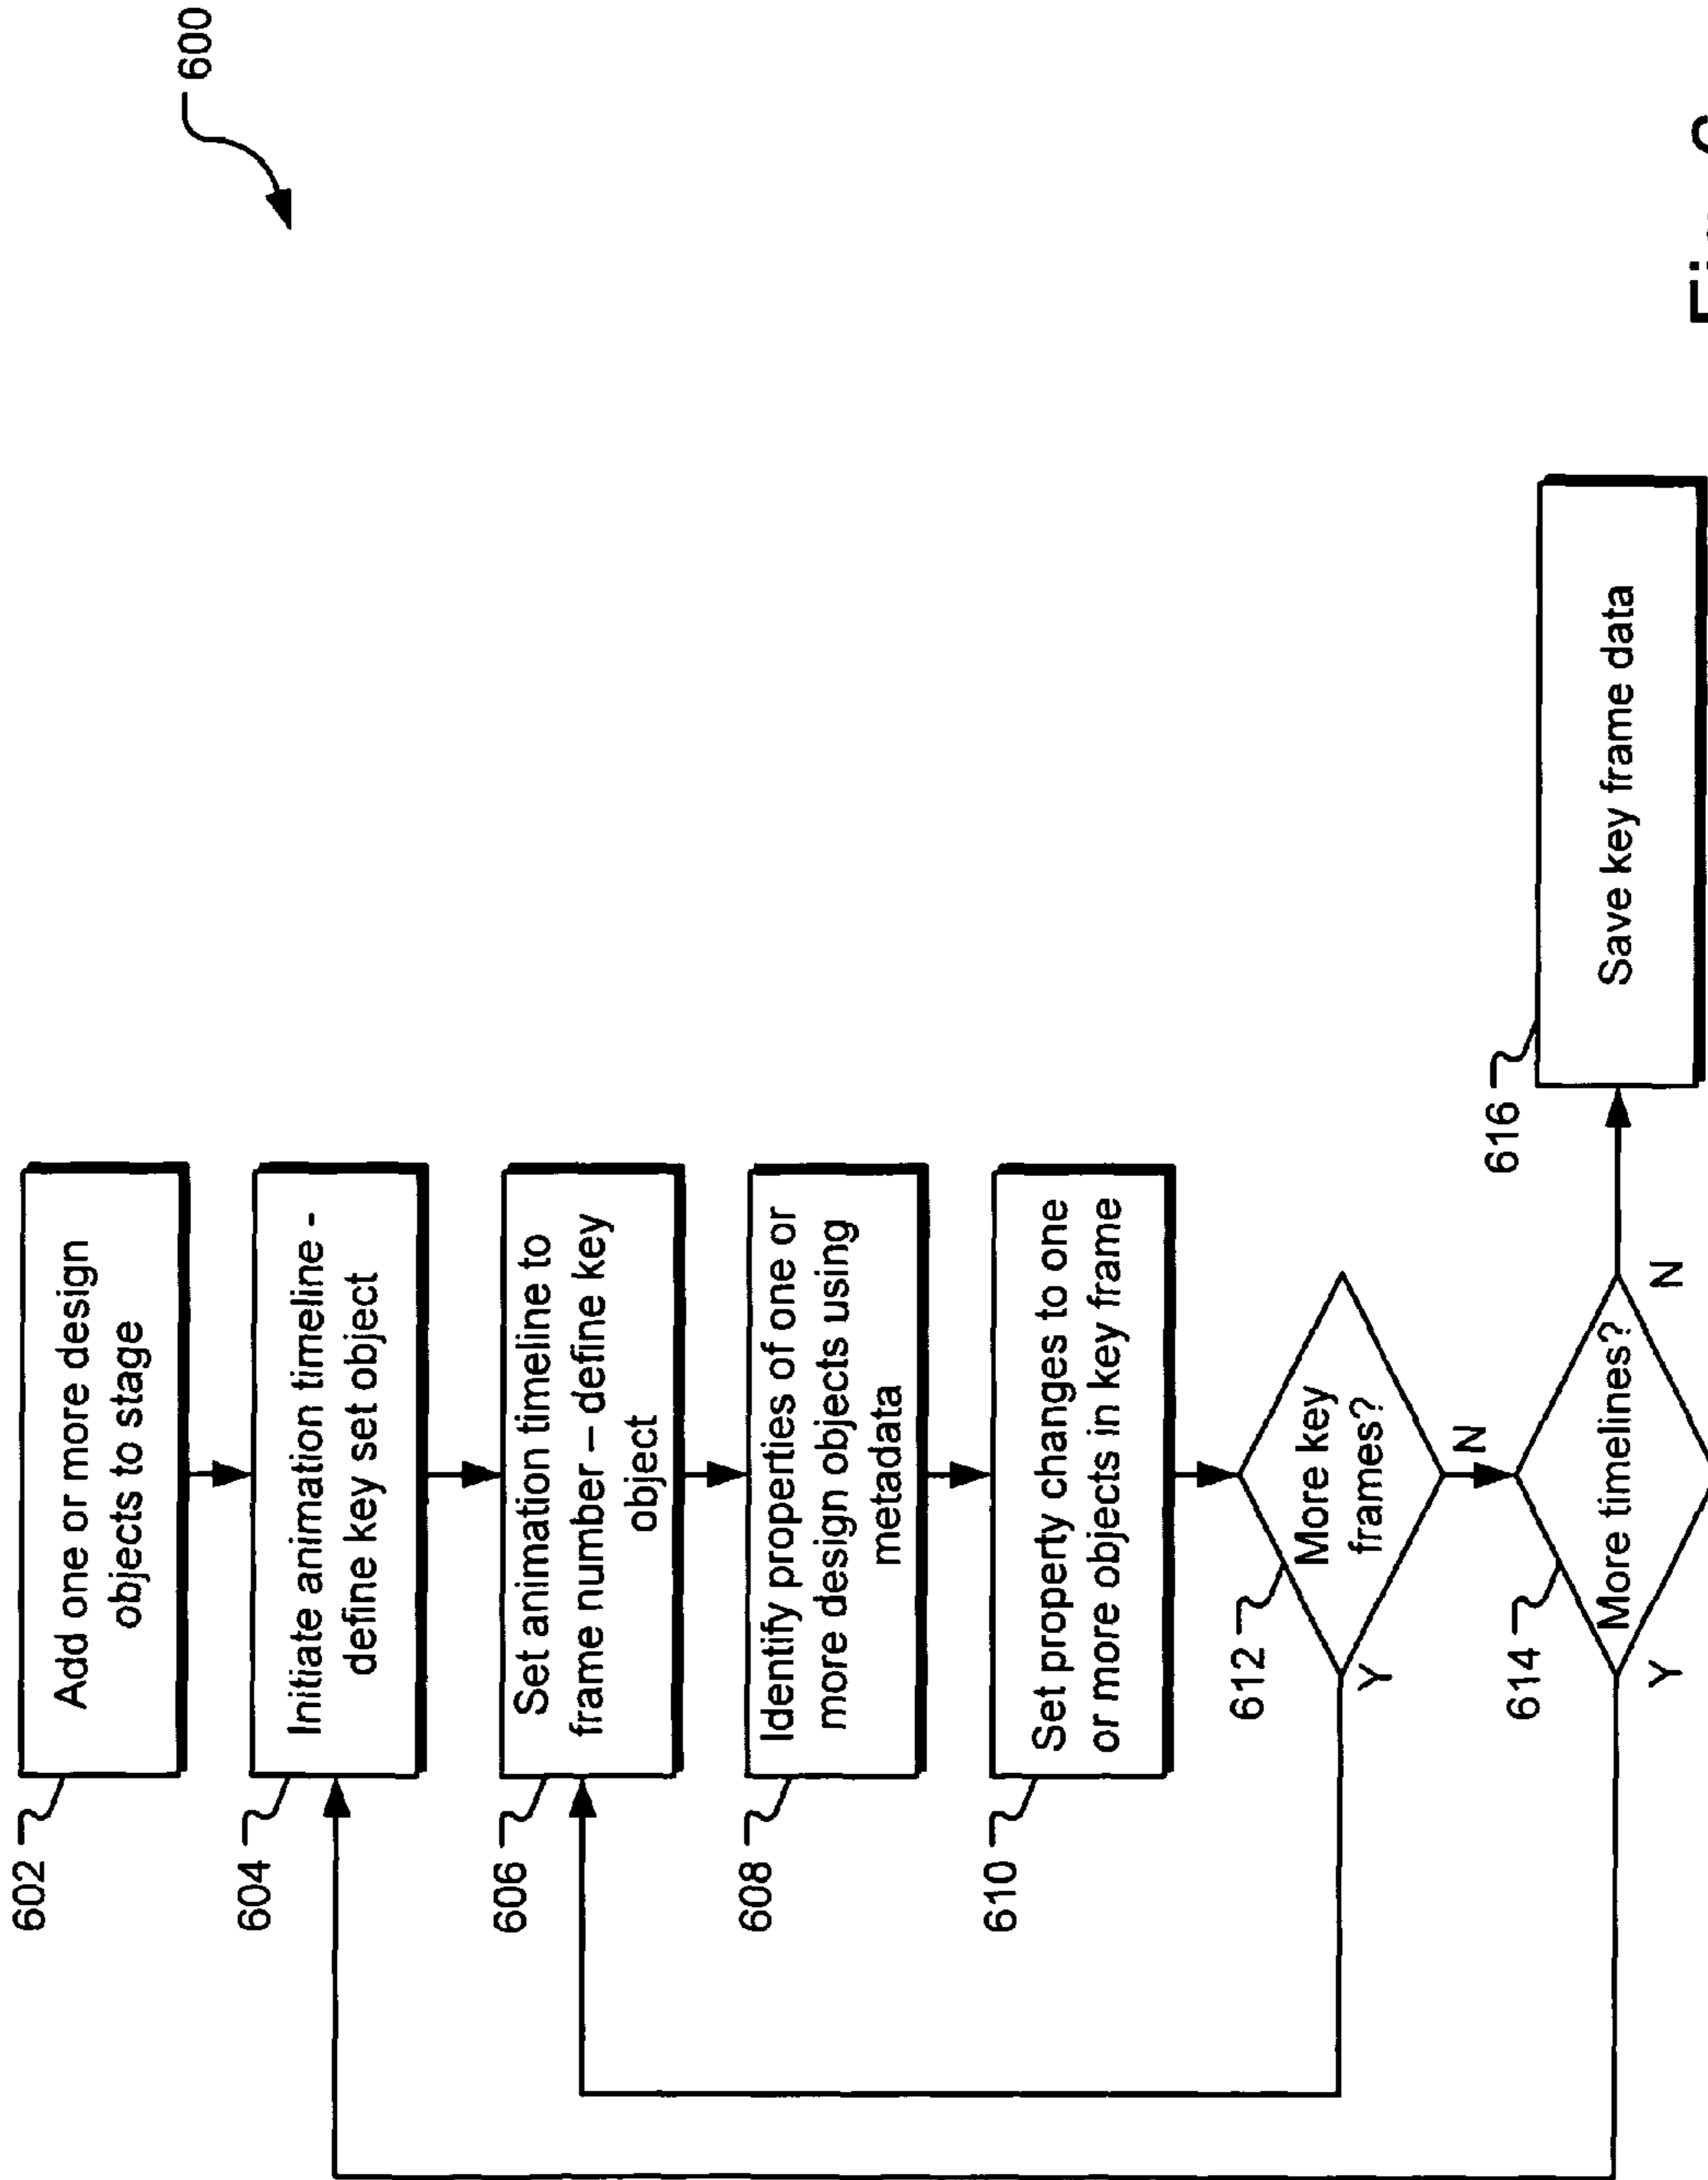 600
602
Add one or more design
objects to stage
604
Initiate animation timeline -
define key set object
606
Set animation timeline to
frame number – define key
object
608
Identify properties of one or
more design objects using
metadata
610
Set property changes to one
or more objects in key frame
612
More key
frames?
Y
N
614
More timelines?
Y
N
616
Save key frame data